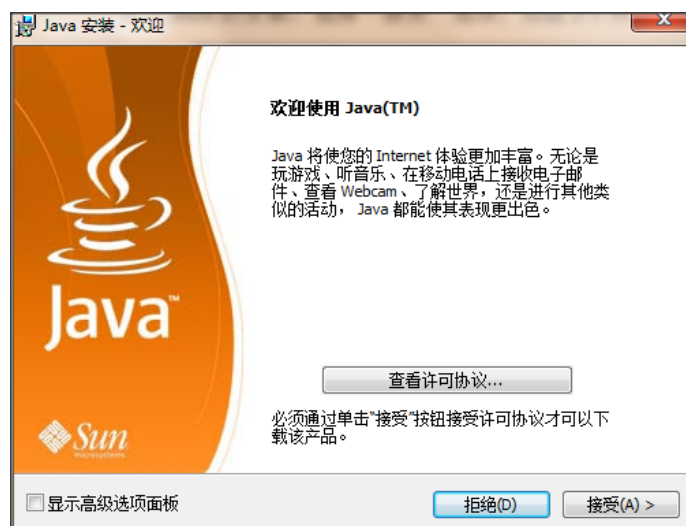 Java 安装 - 欢迎
欢迎使用 Java(TM)
Java 将使您的 Internet 体验更加丰富。无论是
玩游戏、听音乐、在移动电话上接收电子邮
件、查看 Webcam、了解世界，还是进行其他类
似的活动， Java 都能使其表现更出色。
Java™
查看许可协议...
必须通过单击"接受"按钮接受许可协议才可以下
载该产品。
Sun
microsystems
显示高级选项面板
拒绝(D)
接受(A) >